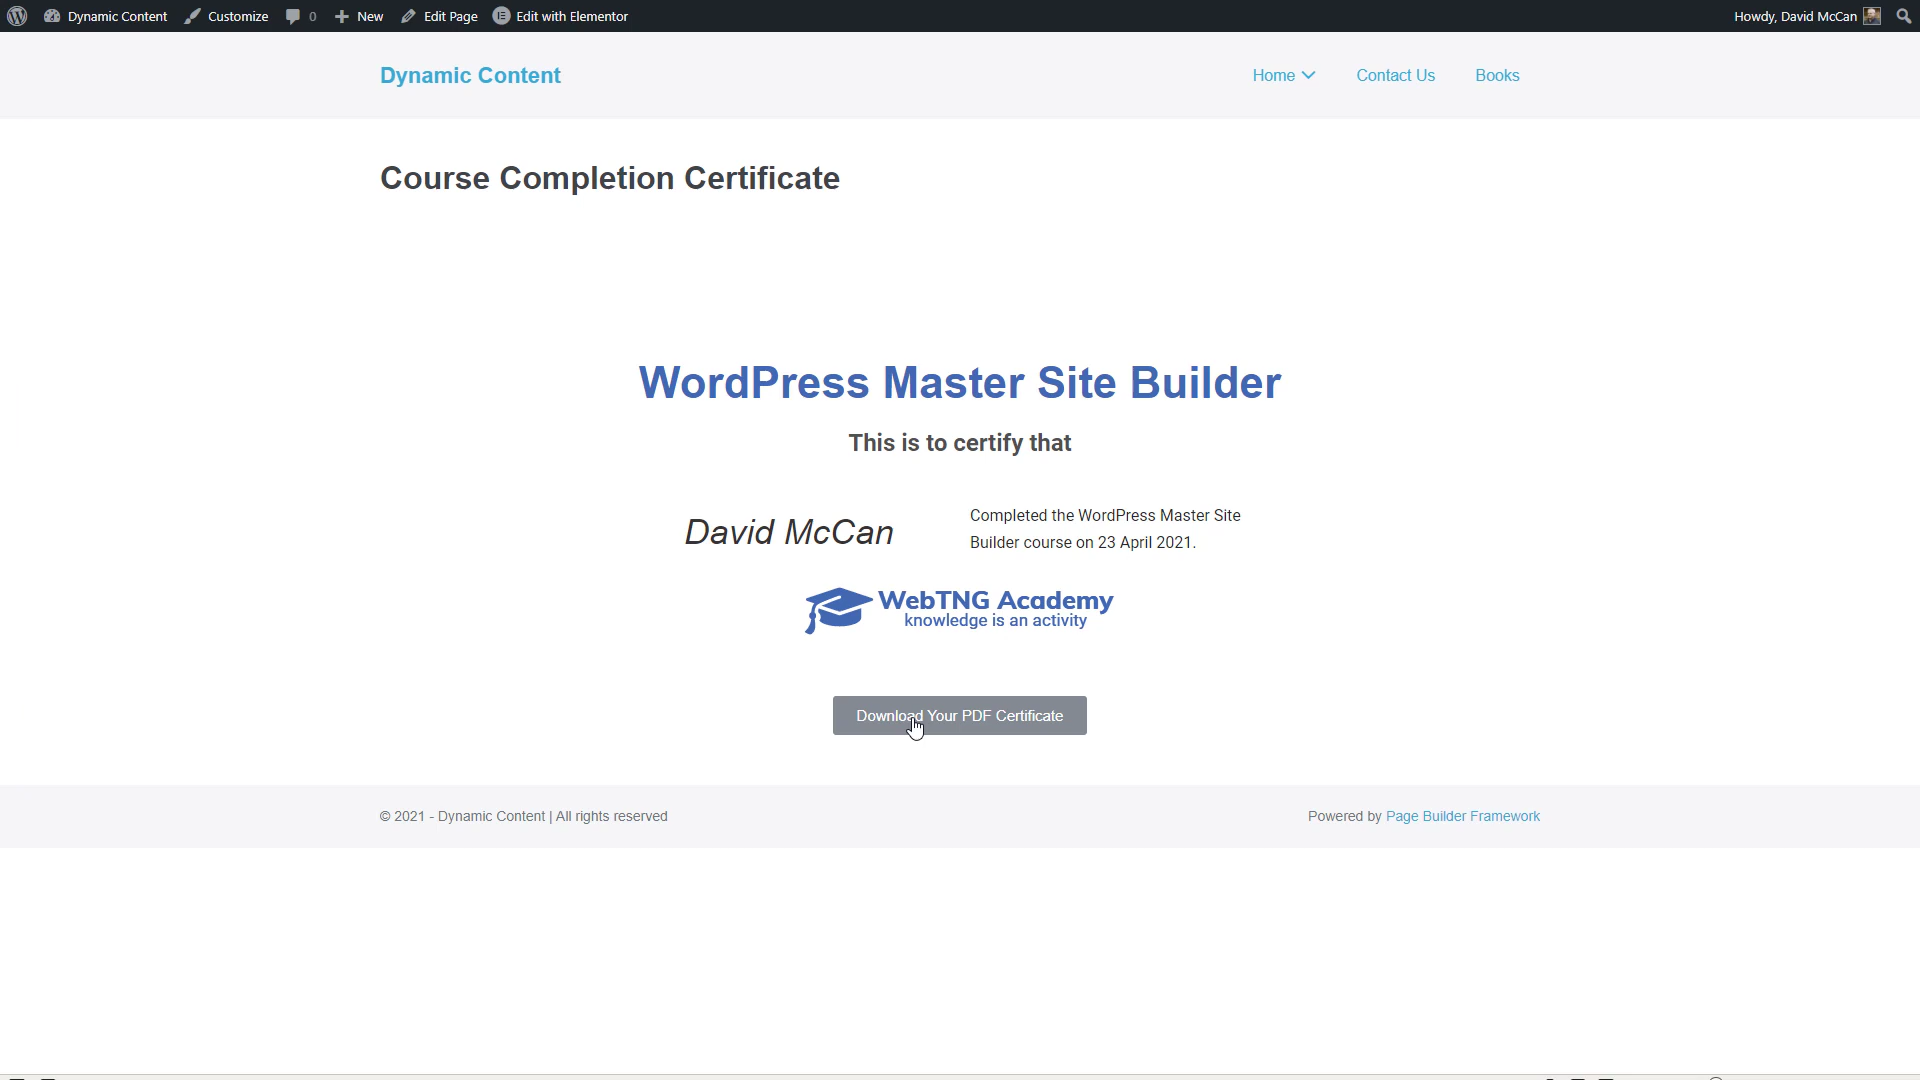 Dynamic Content Customize 0 New Edit Page Edit with Elementor Howdy, David McCan
Dynamic Content Home Contact Us Books
Course Completion Certificate
WordPress Master Site Builder
This is to certify that
David McCan
Completed the WordPress Master Site
Builder course on 23 April 2021.
WebTNG Academy
knowledge is an activity
Download Your PDF Certificate
© 2021 - Dynamic Content | All rights reserved Powered by Page Builder Framework